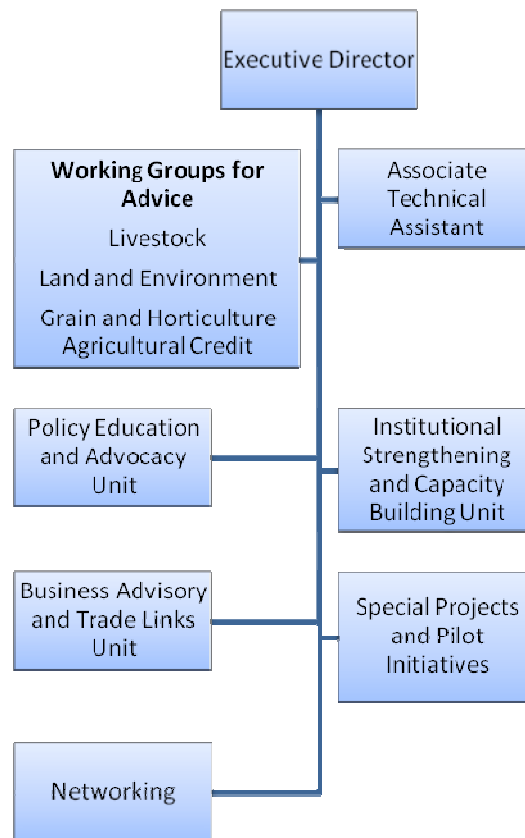 Executive Director
Working Groups for
Advice
Livestock
Land and Environment
Grain and Horticulture
Agricultural Credit
Associate
Technical
Assistant
Policy Education
and Advocacy
Unit
Institutional
Strengthening
and Capacity
Building Unit
Business Advisory
and Trade Links
Unit
Special Projects
and Pilot
Initiatives
Networking